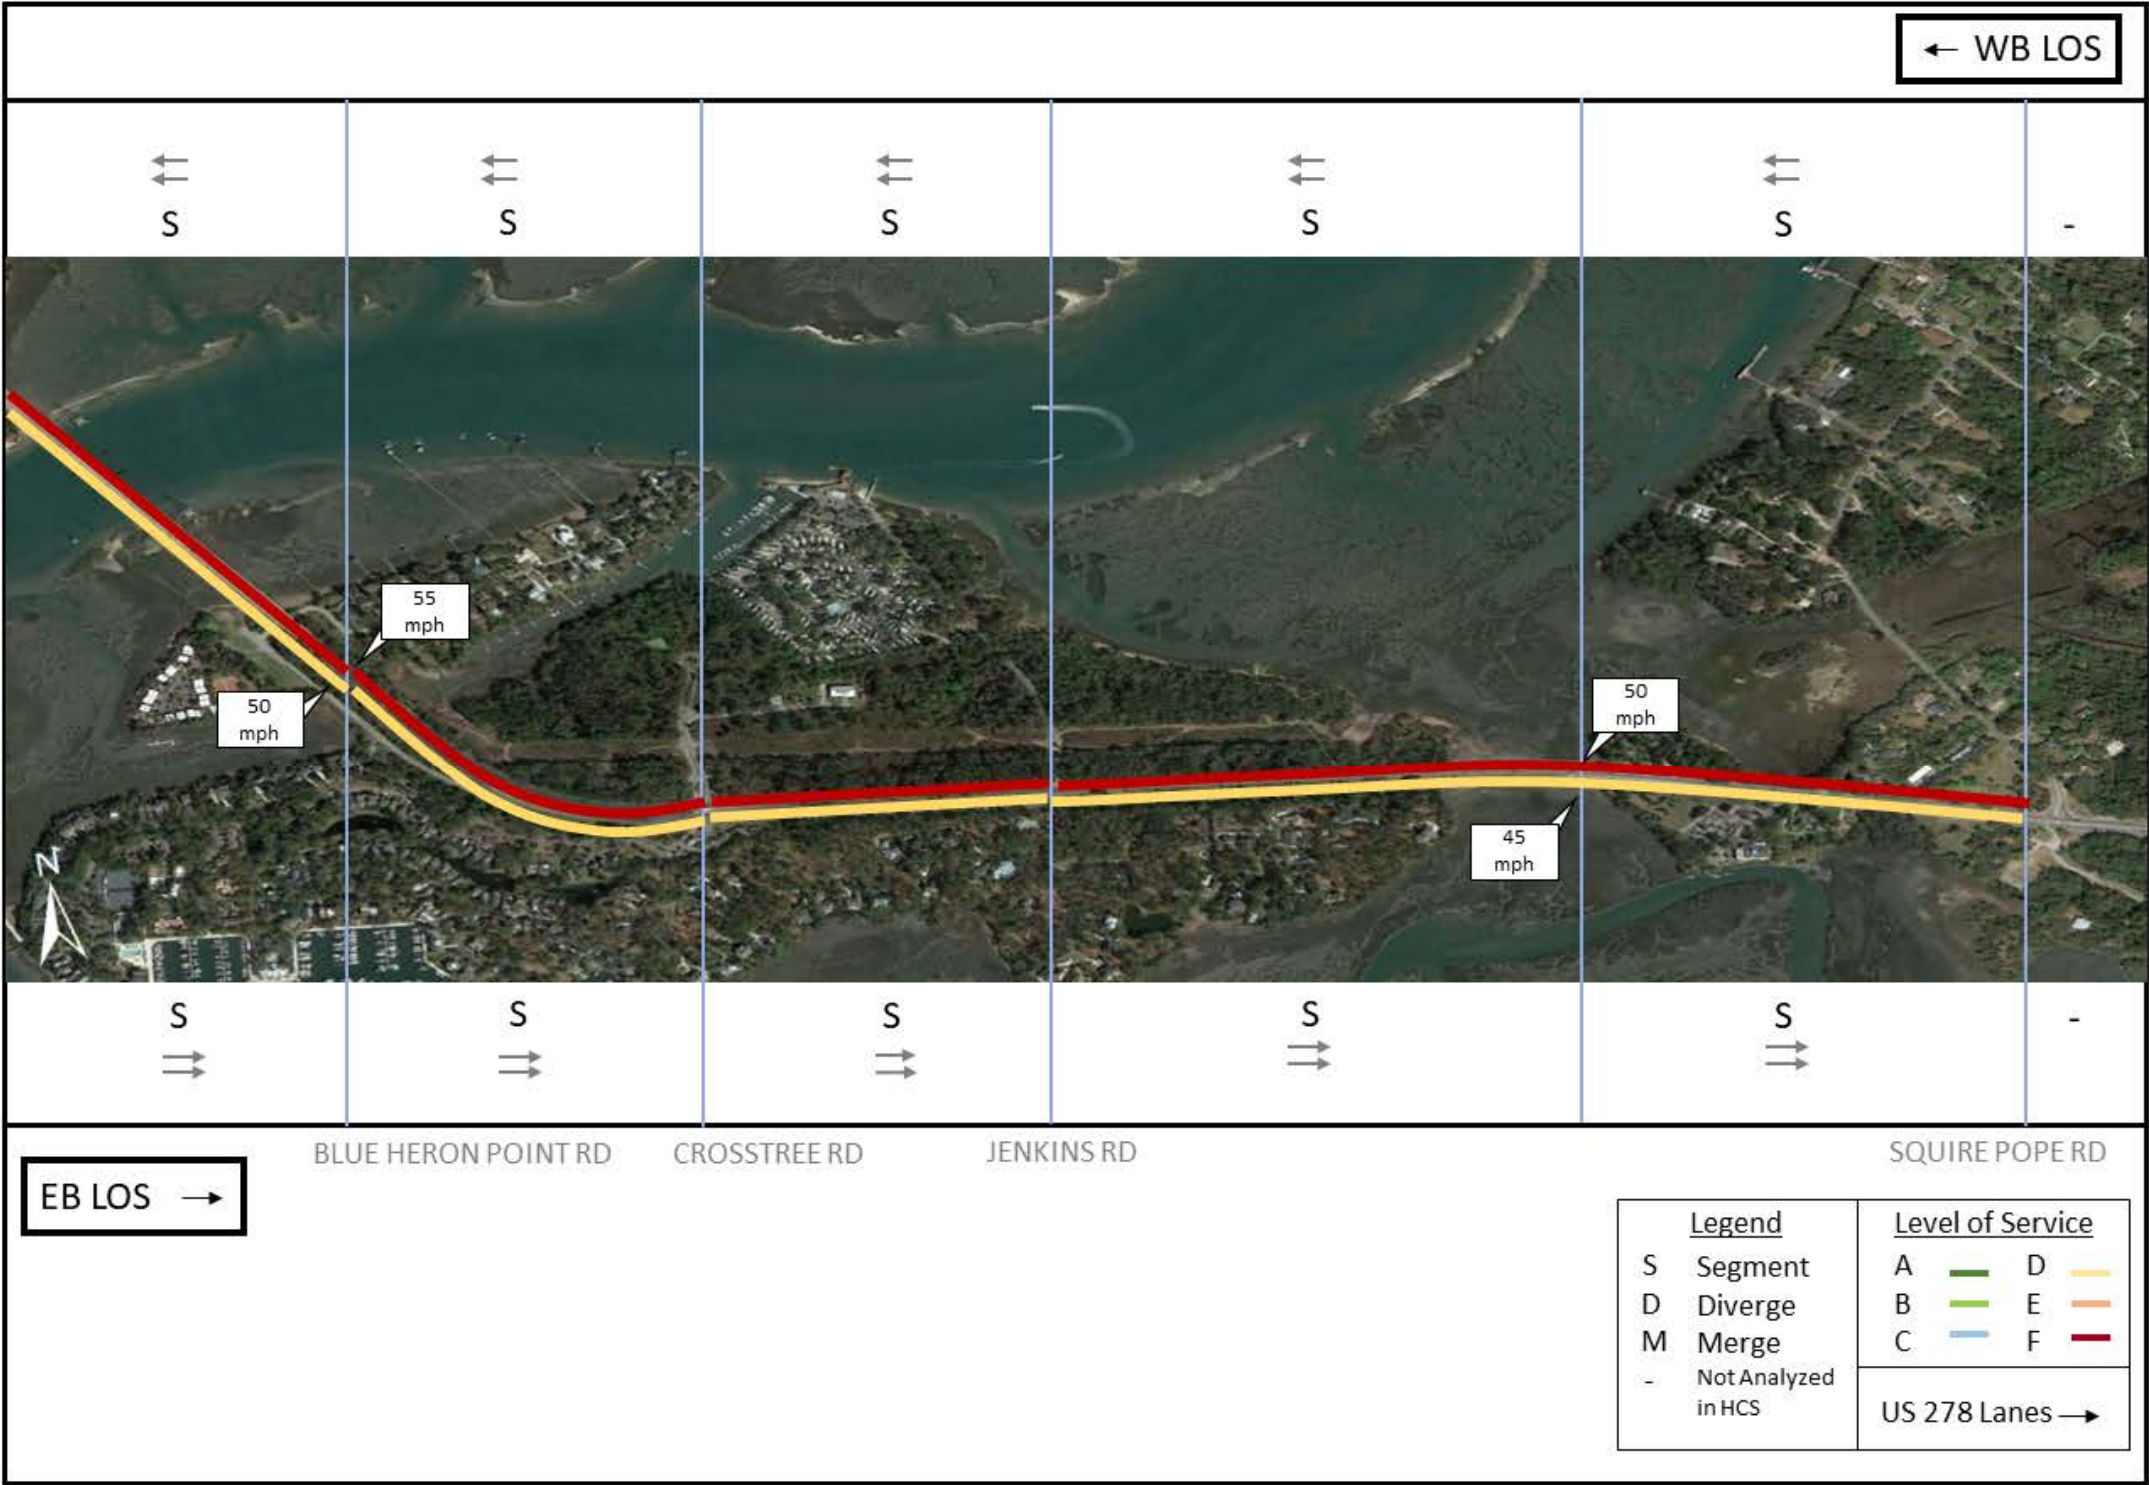 ← WB LOS
S S S S S -
55
mph
50
mph
50
mph
45
mph
N
S S S S S -
BLUE HERON POINT RD CROSSTREE RD JENKINS RD SQUIRE POPE RD
EB LOS →
Legend
S Segment
D Diverge
M Merge
- Not Analyzed
in HCS
Level of Service
A D
B E
C F
US 278 Lanes →